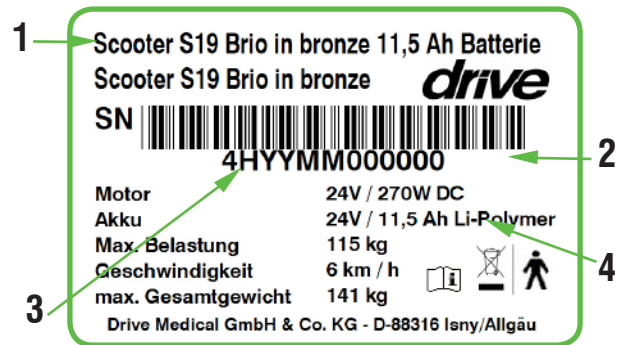 1
Scooter S19 Brio in bronze 11,5 Ah Batterie
Scooter S19 Brio in bronze
drive
SN
2
4HYYMM000000
Motor 24V / 270W DC
Akku 24V / 11,5 Ah Li-Polymer
Max. Belastung 115 kg
Geschwindigkeit 6 km / h
4
max. Gesamtgewicht 141 kg
3
Drive Medical GmbH & Co. KG - D-88316 Isny/Allgäu